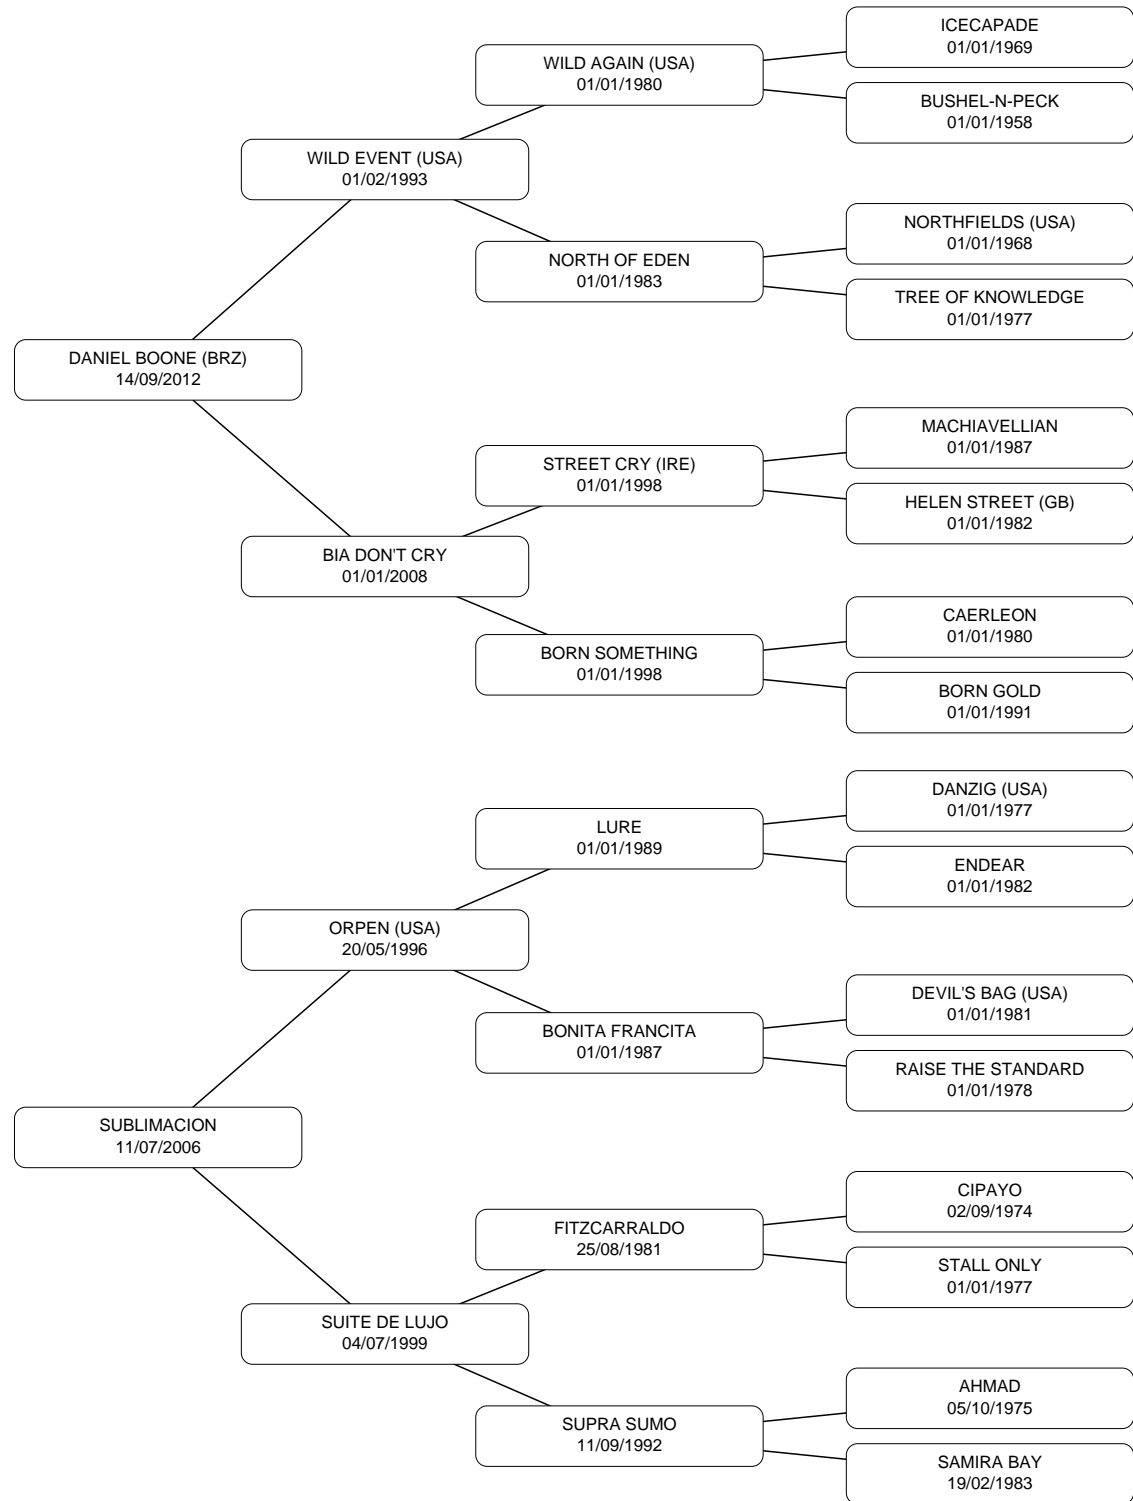 ICECAPADE
01/01/1969
WILD AGAIN (USA)
01/01/1980
BUSHEL-N-PECK
01/01/1958
WILD EVENT (USA)
01/02/1993
NORTHFIELDS (USA)
01/01/1968
NORTH OF EDEN
01/01/1983
TREE OF KNOWLEDGE
01/01/1977
DANIEL BOONE (BRZ)
14/09/2012
MACHIAVELLIAN
01/01/1987
STREET CRY (IRE)
01/01/1998
HELEN STREET (GB)
01/01/1982
BIA DON'T CRY
01/01/2008
CAERLEON
01/01/1980
BORN SOMETHING
01/01/1998
BORN GOLD
01/01/1991
DANZIG (USA)
01/01/1977
LURE
01/01/1989
ENDEAR
01/01/1982
ORPEN (USA)
20/05/1996
DEVIL'S BAG (USA)
01/01/1981
BONITA FRANCITA
01/01/1987
RAISE THE STANDARD
01/01/1978
SUBLIMACION
11/07/2006
CIPAYO
02/09/1974
FITZCARRALDO
25/08/1981
STALL ONLY
01/01/1977
SUITE DE LUJO
04/07/1999
AHMAD
05/10/1975
SUPRA SUMO
11/09/1992
SAMIRA BAY
19/02/1983